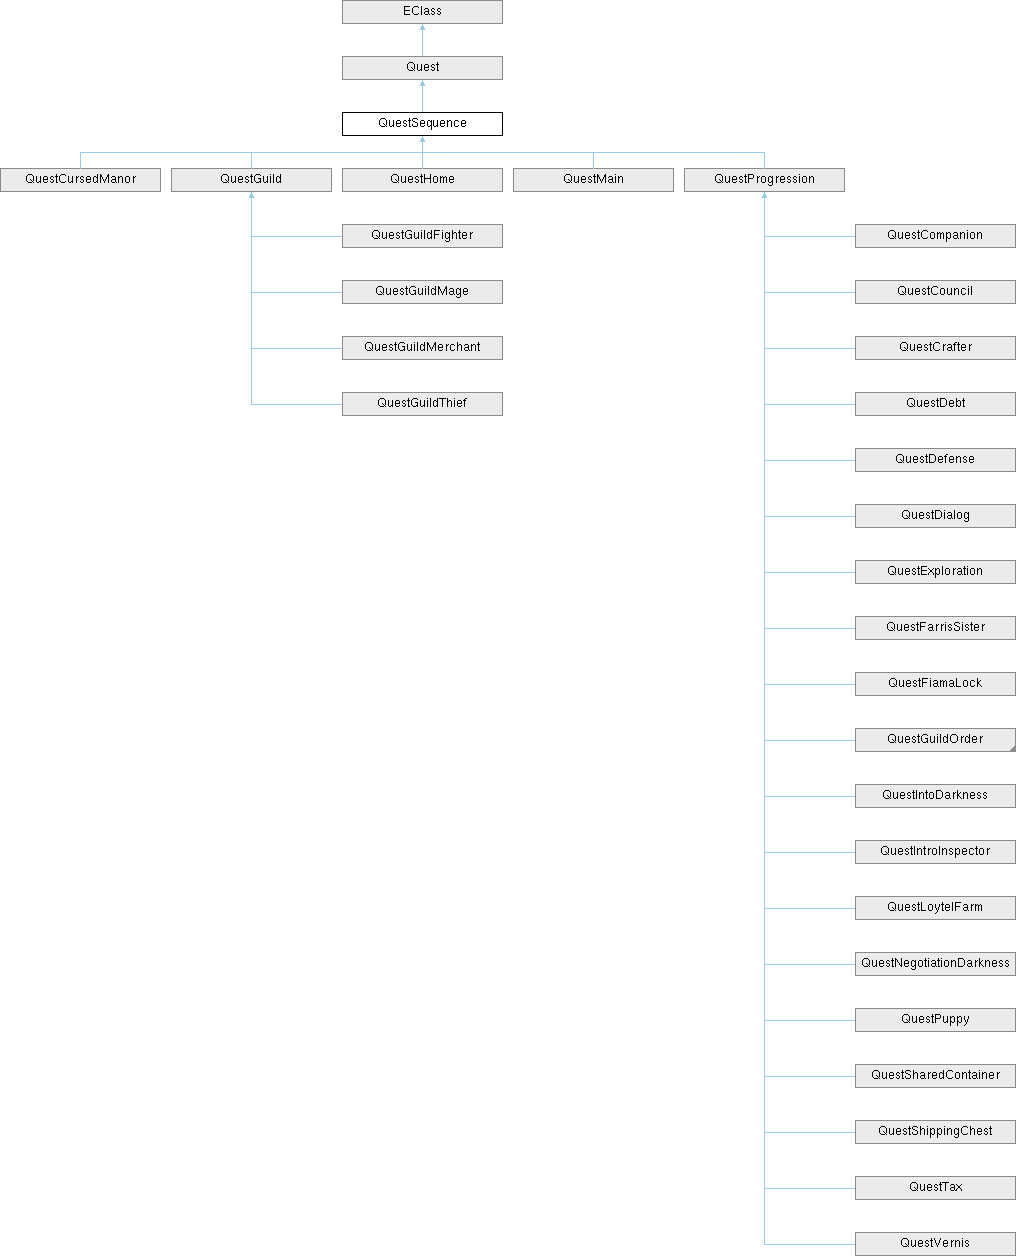 EClass
Quest
QuestSequence
QuestCursedManor
QuestGuild
QuestHome
QuestMain
QuestProgression
QuestGuildFighter
QuestCompanion
QuestGuildMage
QuestCouncil
QuestGuildMerchant
QuestCrafter
QuestGuildThief
QuestDebt
QuestDefense
QuestDialog
QuestExploration
QuestFarrisSister
QuestFiamaLock
QuestGuildOrder
QuestIntoDarkness
QuestIntroInspector
QuestLoytelFarm
QuestNegotiationDarkness
QuestPuppy
QuestSharedContainer
QuestShippingChest
QuestTax
QuestVernis